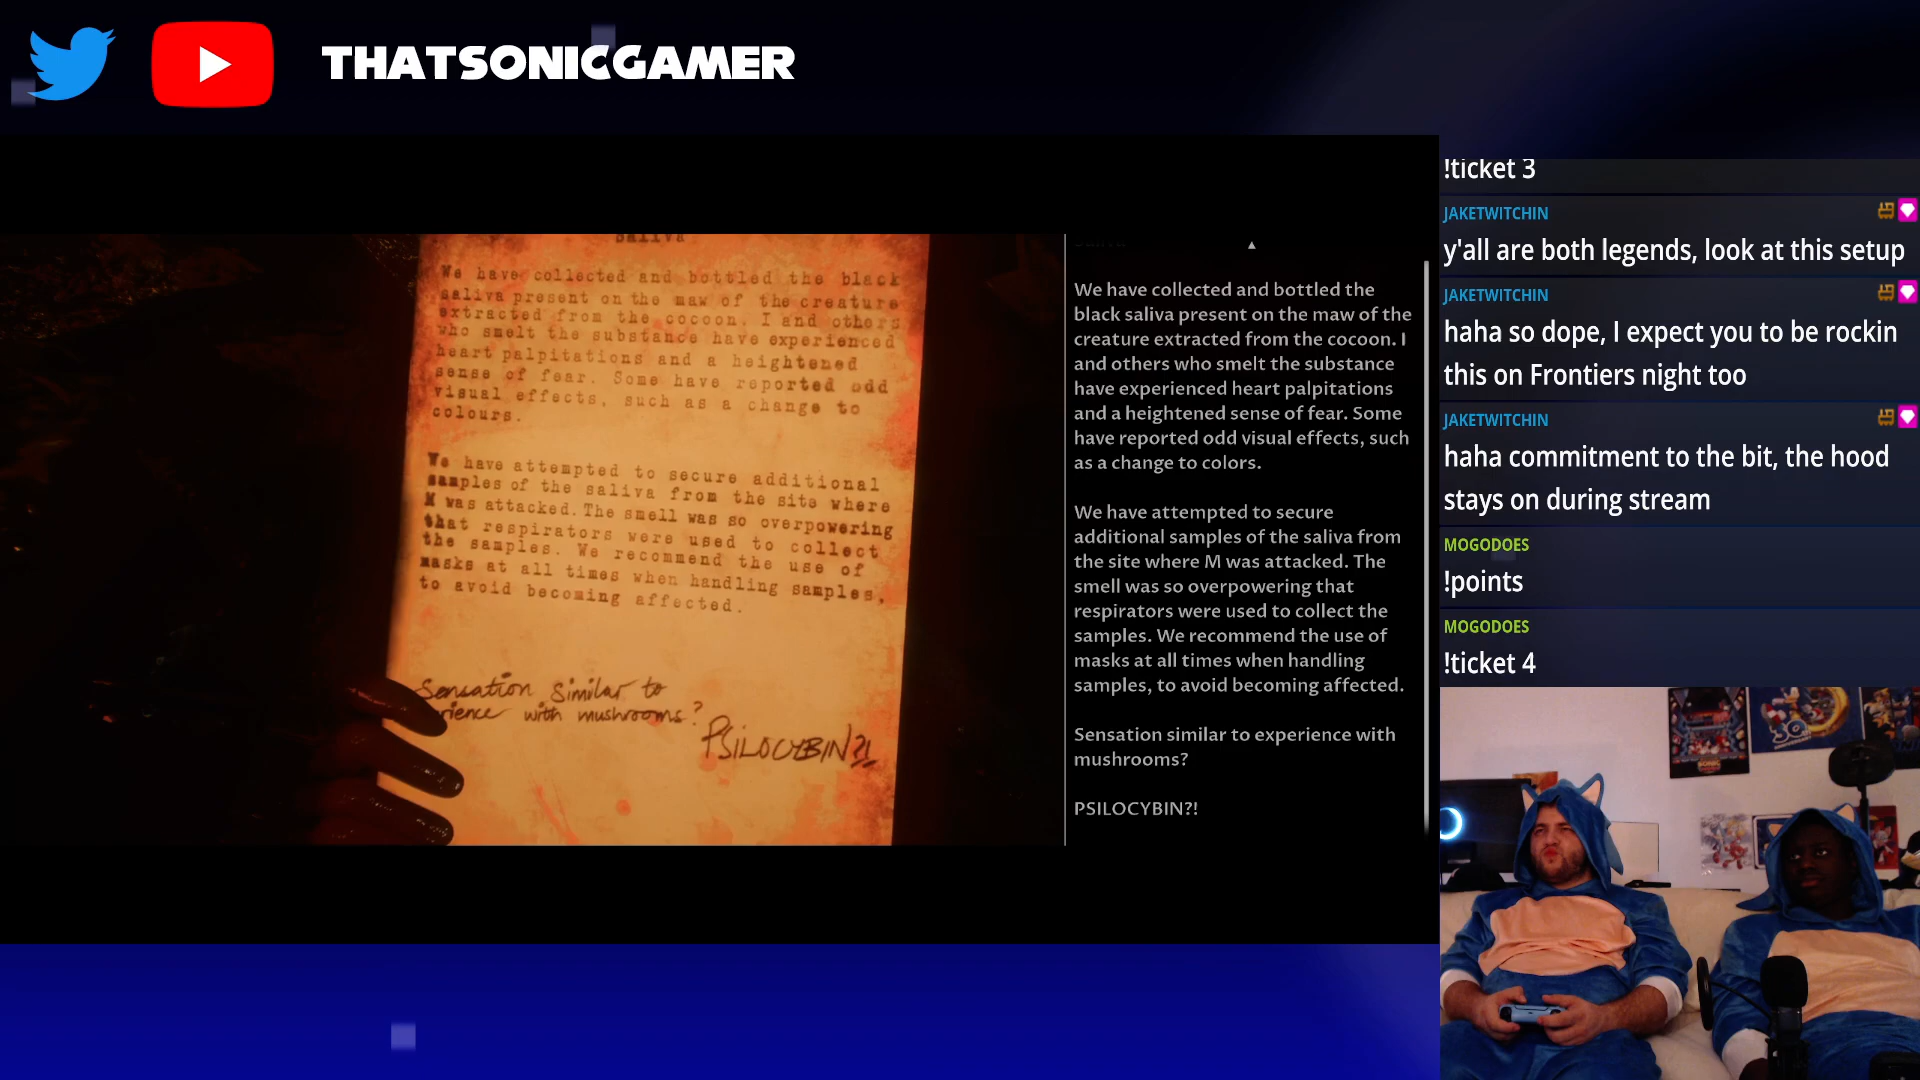 THATSONICGAMER
Saliva
We have collected and bottled the black
saliva present on the maw of the creature
extracted from the cocoon. I and others
who smelt the substance have experienced
heart palpitations and a heightened
sense of fear. Some have reported odd
visual effects, such as a change to
colours.
We have attempted to secure additional
samples of the saliva from the site where
M was attacked. The smell was so overpowering
that respirators were used to collect
the samples. We recommend the use of
masks at all times when handling samples,
to avoid becoming affected.
Sensation similar to
rience with mushrooms?
PSILOCYBIN?!
We have collected and bottled the
black saliva present on the maw of the
creature extracted from the cocoon. I
and others who smelt the substance
have experienced heart palpitations
and a heightened sense of fear. Some
have reported odd visual effects, such
as a change to colors.
We have attempted to secure
additional samples of the saliva from
the site where M was attacked. The
smell was so overpowering that
respirators were used to collect the
samples. We recommend the use of
masks at all times when handling
samples, to avoid becoming affected.
Sensation similar to experience with
mushrooms?
PSILOCYBIN?!
!ticket 3
JAKETWITCHIN
y'all are both legends, look at this setup
JAKETWITCHIN
haha so dope, I expect you to be rockin
this on Frontiers night too
JAKETWITCHIN
haha commitment to the bit, the hood
stays on during stream
MOGODOES
!points
MOGODOES
!ticket 4